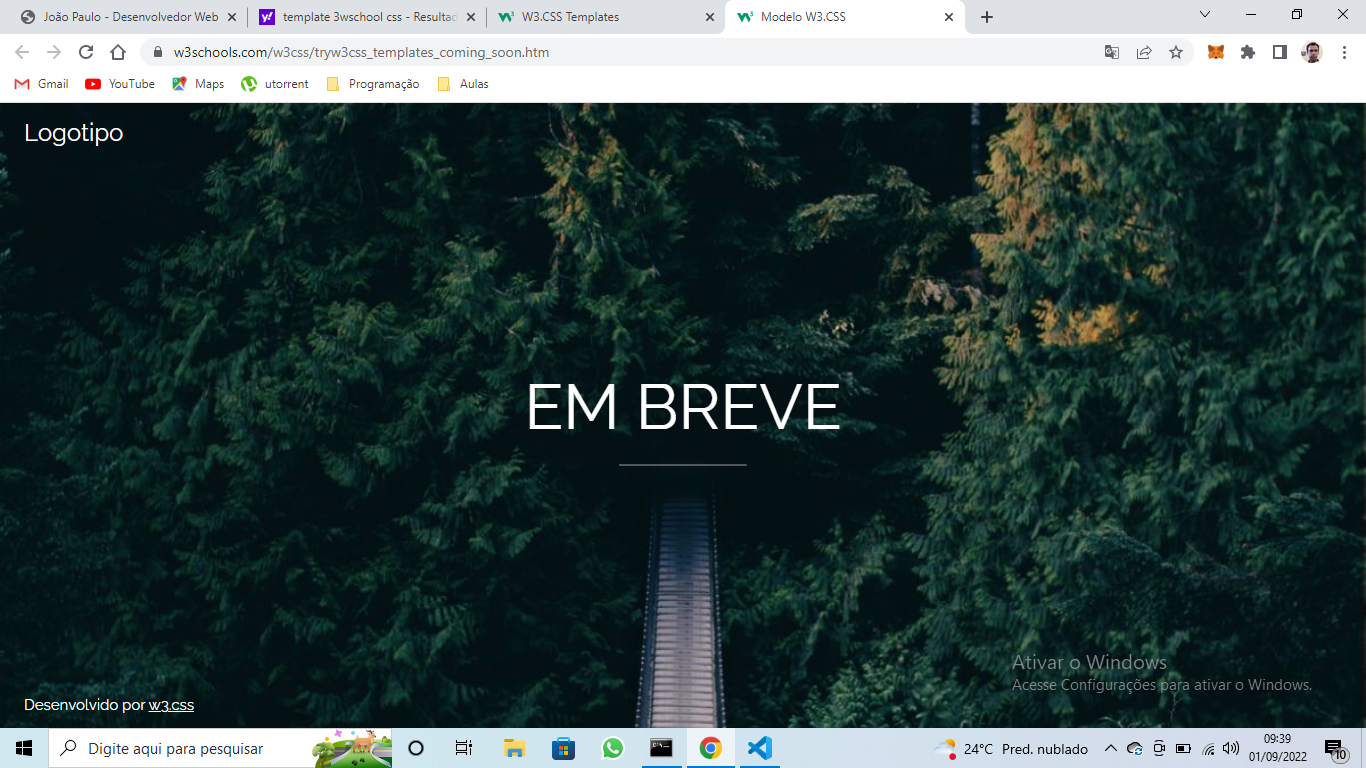 João Paulo - Desenvolvedor Web
template 3wschool css - Resultad
W3.CSS Templates
Modelo W3.CSS
w3schools.com/w3css/tryw3css_templates_coming_soon.htm
Gmail
YouTube
Maps
utorrent
Programação
Aulas
Logotipo
EM BREVE
Ativar o Windows
Acesse Configurações para ativar o Windows.
Desenvolvido por w3.css
Digite aqui para pesquisar
24°C Pred. nublado
09:39
01/09/2022
10